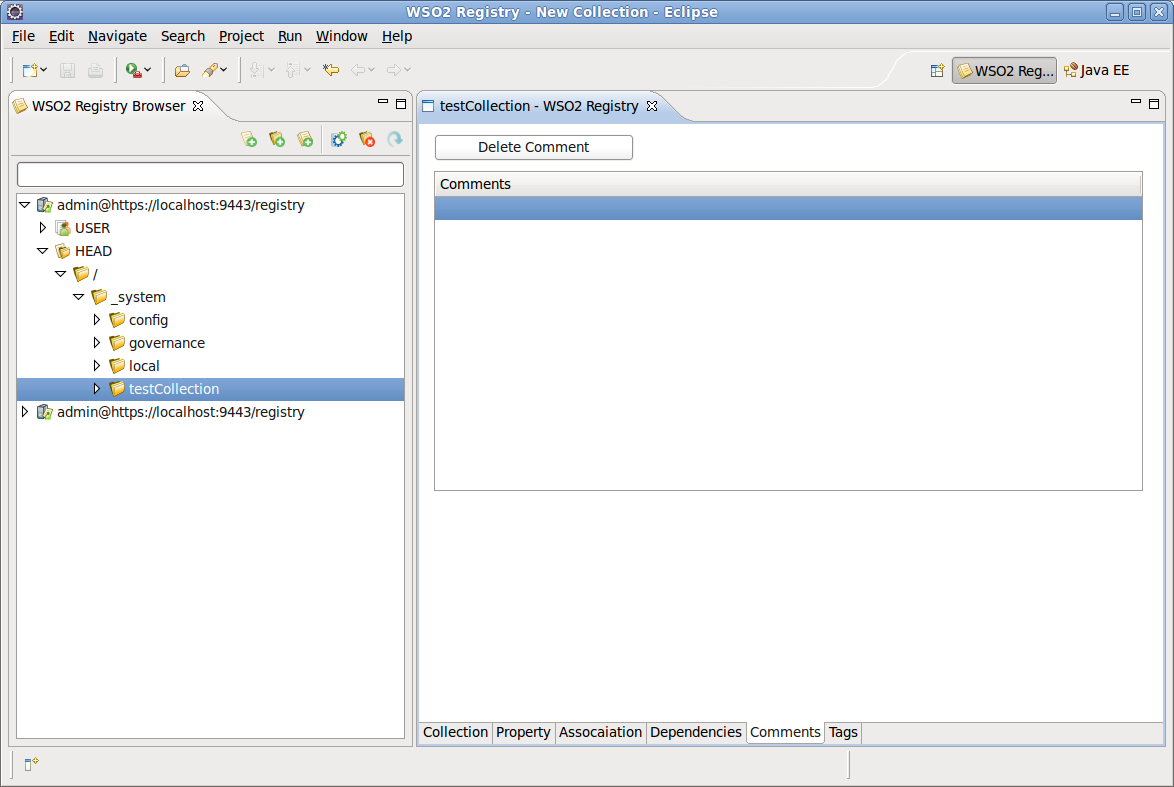 WSO2 Registry - New Collection - Eclipse
File Edit Navigate Search Project Run Window Help
WSO2 Reg... Java EE
WSO2 Registry Browser
admin@https://localhost:9443/registry
USER
HEAD
/
_system
config
governance
local
testCollection
admin@https://localhost:9443/registry
testCollection - WSO2 Registry
Delete Comment
Comments
Collection Property Assocaiation Dependencies Comments Tags